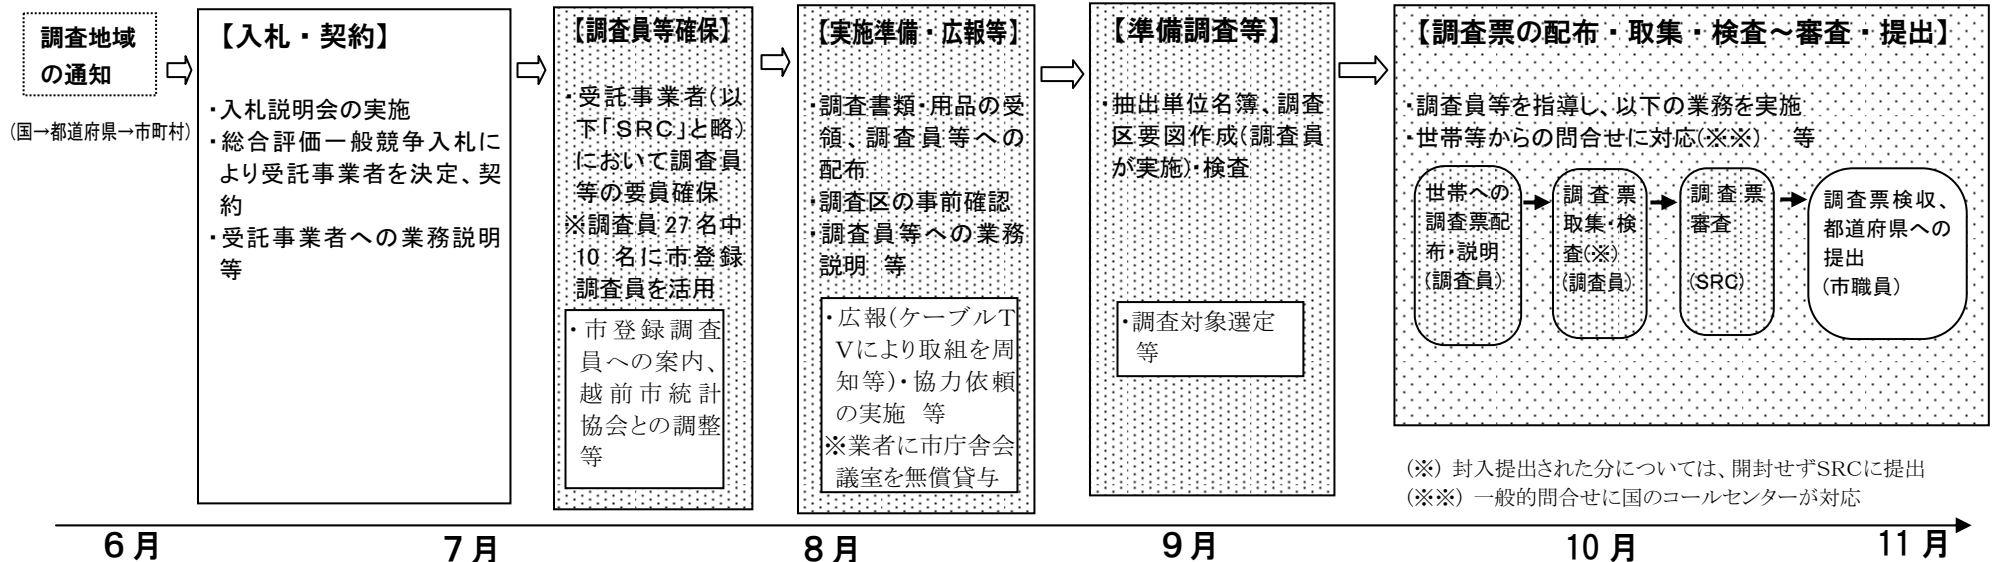 調査地域
の通知
(国→都道府県→市町村)
【入札・契約】
・入札説明会の実施
・総合評価一般競争入札に
より受託事業者を決定、契
約
・受託事業者への業務説明
等
【調査員等確保】
・受託事業者(以
下「SRC」と略)
において調査員
等の要員確保
※調査員 27 名中
10 名に市登録
調査員を活用
・市登録調査
員への案内、
越前市統計
協会との調整
等
【実施準備・広報等】
・調査書類・用品の受
領、調査員等への
配布
・調査区の事前確認
・調査員等への業務
説明 等
・広報(ケーブルT
Vにより取組を周
知等)・協力依頼
の実施 等
※業者に市庁舎会
議室を無償貸与
【準備調査等】
・抽出単位名簿、調査
区要図作成(調査員
が実施)・検査
・調査対象選定
等
【調査票の配布・取集・検査～審査・提出】
・調査員等を指導し、以下の業務を実施
・世帯等からの問合せに対応(※※) 等
世帯への
調査票配
布・説明
(調査員)
調査票
取集・検
査(※)
(調査員)
調査票
審査
(SRC)
調査票検収、
都道府県への
提出
(市職員)
(※) 封入提出された分については、開封せずSRCに提出
(※※) 一般的問合せに国のコールセンターが対応
6月
7月
8月
9月
10月
11月